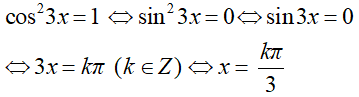 cos²3x = 1 ⇔ sin²3x = 0 ⇔ sin3x = 0
⇔ 3x = kπ (k ∈ Z) ⇔ x = kπ/3